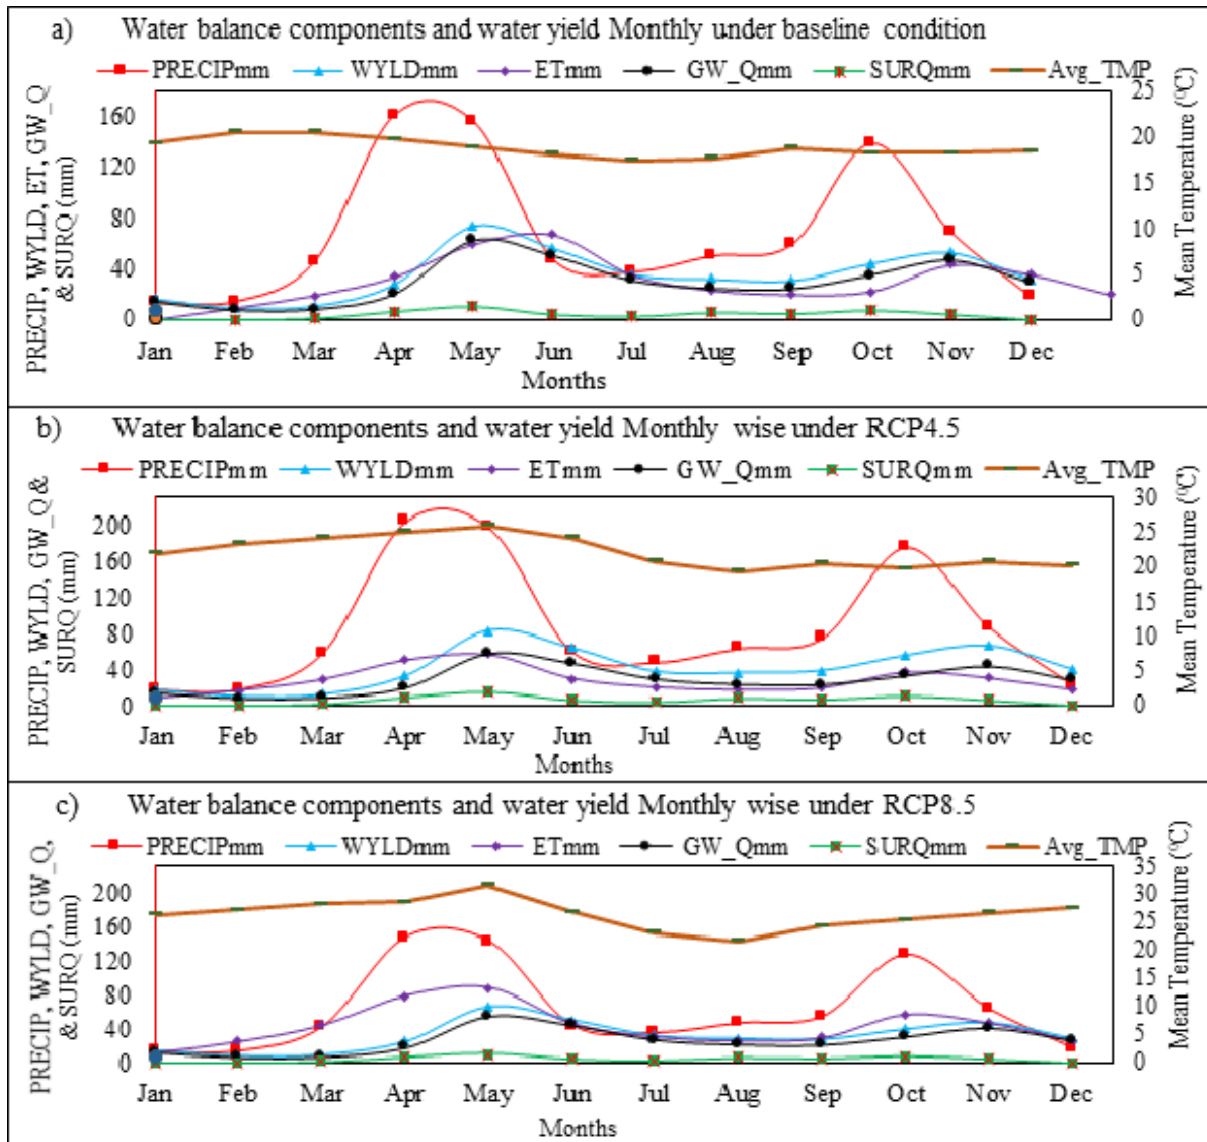 a) Water balance components and water yield Monthly under baseline condition
PRECIPmm WYLDmm ETmm GW_Qmm SURQmm Avg_TMP
PRECIP, WYLD, ET, GW_Q
& SURQ (mm)
160
120
80
40
0
25
20
15
10
5
0
Mean Temperature (⁰C)
Jan Feb Mar Apr May Jun Jul Aug Sep Oct Nov Dec
Months
b) Water balance components and water yield Monthly wise under RCP4.5
PRECIPmm WYLDmm ETmm GW_Qmm SURQmm Avg_TMP
PRECIP, WYLD, GW_Q &
SURQ (mm)
200
160
120
80
40
0
30
25
20
15
10
5
0
Mean Temperature (⁰C)
Jan Feb Mar Apr May Jun Jul Aug Sep Oct Nov Dec
Months
c) Water balance components and water yield Monthly wise under RCP8.5
PRECIPmm WYLDmm ETmm GW_Qmm SURQmm Avg_TMP
PRECIP, WYLD, GW_Q,
& SURQ (mm)
200
160
120
80
40
0
35
30
25
20
15
10
5
0
Mean Temperature (⁰C)
Jan Feb Mar Apr May Jun Jul Aug Sep Oct Nov Dec
Months